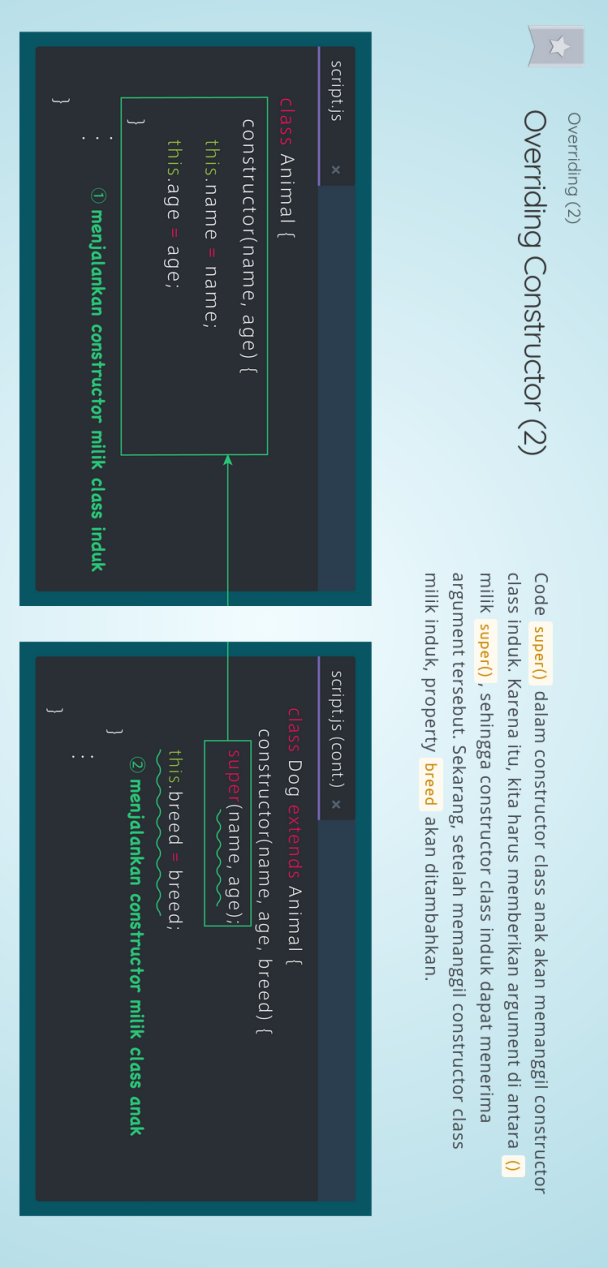 Overriding (2)
Overriding Constructor (2)
Code super() dalam constructor class anak akan memanggil constructor
class induk. Karena itu, kita harus memberikan argument di antara ()
milik super(), sehingga constructor class induk dapat menerima
argument tersebut. Sekarang, setelah memanggil constructor class
milik induk, property breed akan ditambahkan.
script.js ×
class Animal {
constructor(name, age) {
this.name = name;
this.age = age;
}
⋮ ① menjalankan constructor milik class induk
}
script.js (cont.) ×
class Dog extends Animal {
constructor(name, age, breed) {
super(name, age);
this.breed = breed;
② menjalankan constructor milik class anak
}
⋮
}